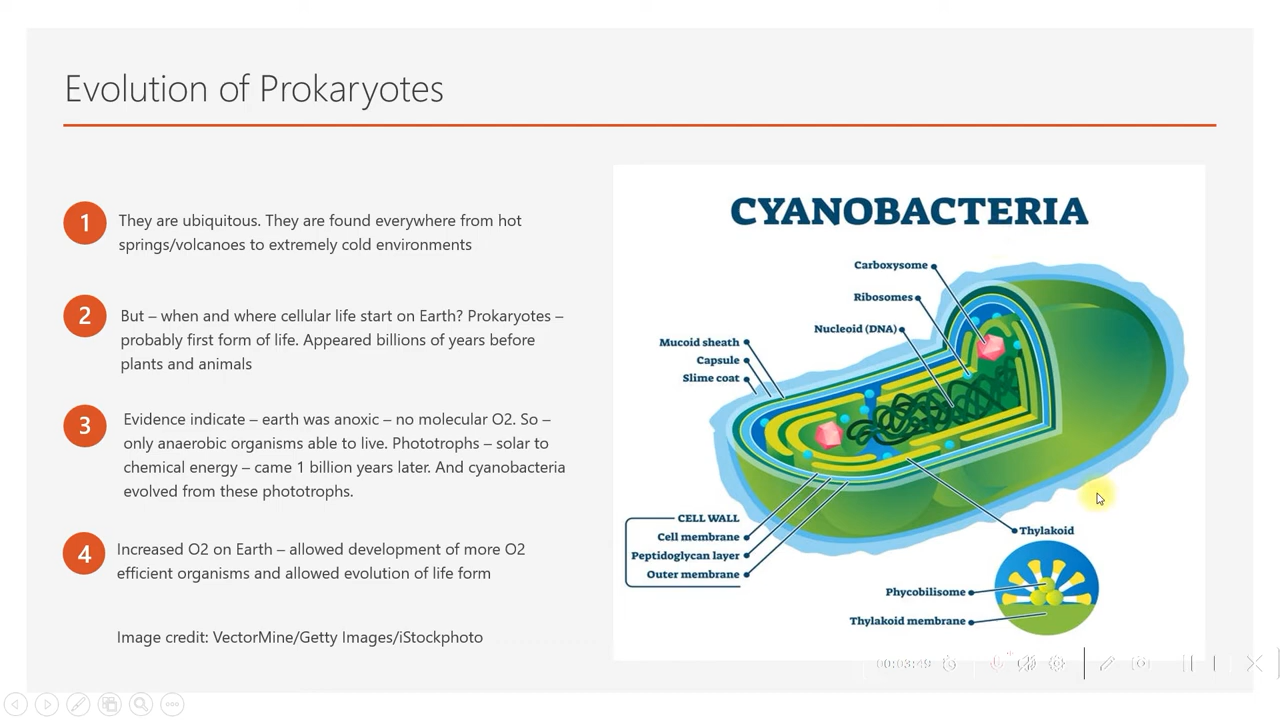 Evolution of Prokaryotes
1
They are ubiquitous. They are found everywhere from hot
springs/volcanoes to extremely cold environments
2
But – when and where cellular life start on Earth? Prokaryotes –
probably first form of life. Appeared billions of years before
plants and animals
3
Evidence indicate – earth was anoxic – no molecular O2. So –
only anaerobic organisms able to live. Phototrophs – solar to
chemical energy – came 1 billion years later. And cyanobacteria
evolved from these phototrophs.
4
Increased O2 on Earth – allowed development of more O2
efficient organisms and allowed evolution of life form
Image credit: VectorMine/Getty Images/iStockphoto
CYANOBACTERIA
Carboxysome
Ribosomes
Nucleoid (DNA)
Mucoid sheath
Capsule
Slime coat
CELL WALL
Cell membrane
Peptidoglycan layer
Outer membrane
Thylakoid
Phycobilisome
Thylakoid membrane
00:03:49